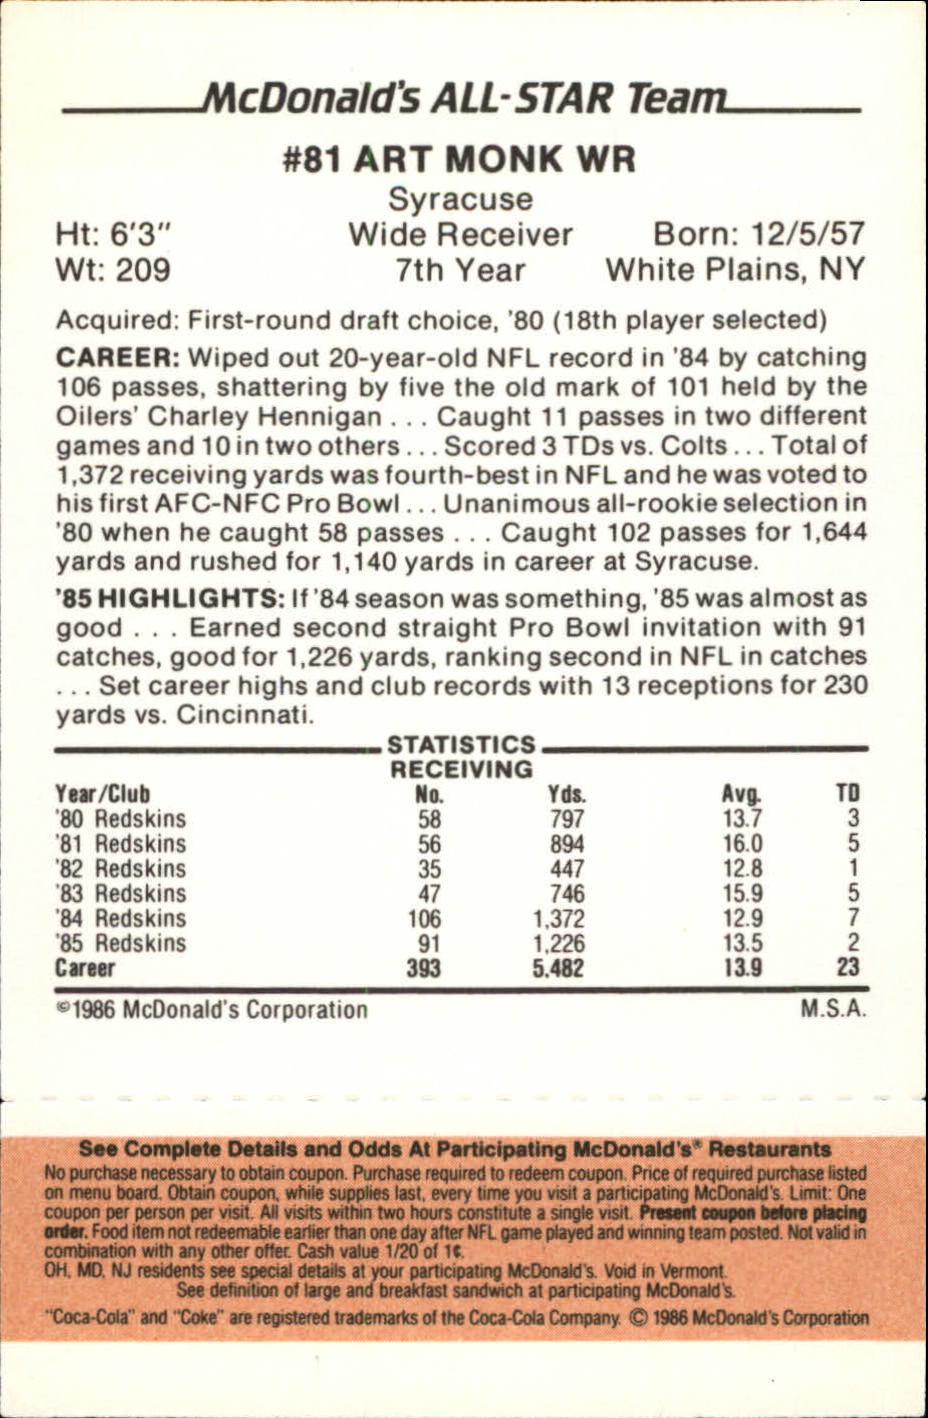 McDonald's ALL-STAR Team
#81 ART MONK WR
Syracuse
Ht: 6'3" Wide Receiver Born: 12/5/57
Wt: 209 7th Year White Plains, NY
Acquired: First-round draft choice, '80 (18th player selected)
CAREER: Wiped out 20-year-old NFL record in '84 by catching
106 passes, shattering by five the old mark of 101 held by the
Oilers' Charley Hennigan . . . Caught 11 passes in two different
games and 10 in two others . . . Scored 3 TDs vs. Colts . . . Total of
1,372 receiving yards was fourth-best in NFL and he was voted to
his first AFC-NFC Pro Bowl . . . Unanimous all-rookie selection in
'80 when he caught 58 passes . . . Caught 102 passes for 1,644
yards and rushed for 1,140 yards in career at Syracuse.
'85 HIGHLIGHTS: If '84 season was something, '85 was almost as
good . . . Earned second straight Pro Bowl invitation with 91
catches, good for 1,226 yards, ranking second in NFL in catches
. . . Set career highs and club records with 13 receptions for 230
yards vs. Cincinnati.
STATISTICS
RECEIVING
Year/Club No. Yds. Avg. TD
'80 Redskins 58 797 13.7 3
'81 Redskins 56 894 16.0 5
'82 Redskins 35 447 12.8 1
'83 Redskins 47 746 15.9 5
'84 Redskins 106 1,372 12.9 7
'85 Redskins 91 1,226 13.5 2
Career 393 5,482 13.9 23
©1986 McDonald's Corporation M.S.A.
See Complete Details and Odds At Participating McDonald's® Restaurants
No purchase necessary to obtain coupon. Purchase required to redeem coupon. Price of required purchase listed
on menu board. Obtain coupon, while supplies last, every time you visit a participating McDonald's. Limit: One
coupon per person per visit. All visits within two hours constitute a single visit. Present coupon before placing
order. Food item not redeemable earlier than one day after NFL game played and winning team posted. Not valid in
combination with any other offer. Cash value 1/20 of 1¢.
OH, MD, NJ residents see special details at your participating McDonald's. Void in Vermont.
See definition of large and breakfast sandwich at participating McDonald's.
"Coca-Cola" and "Coke" are registered trademarks of the Coca-Cola Company. © 1986 McDonald's Corporation